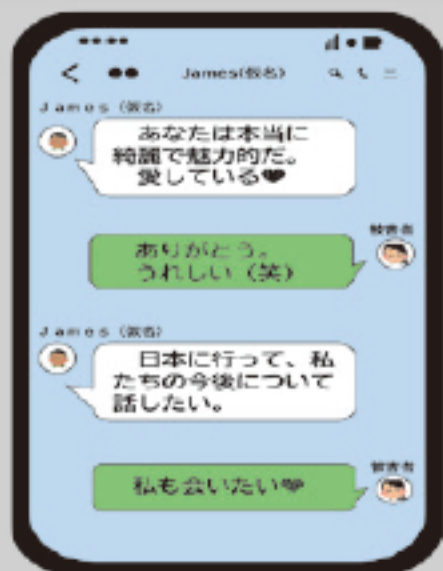 James(仮名)
James（仮名）
あなたは本当に
綺麗で魅力的だ。
愛している♥
被害者
ありがとう。
うれしい（笑）
James（仮名）
日本に行って、私
たちの今後について
話したい。
被害者
私も会いたい♥